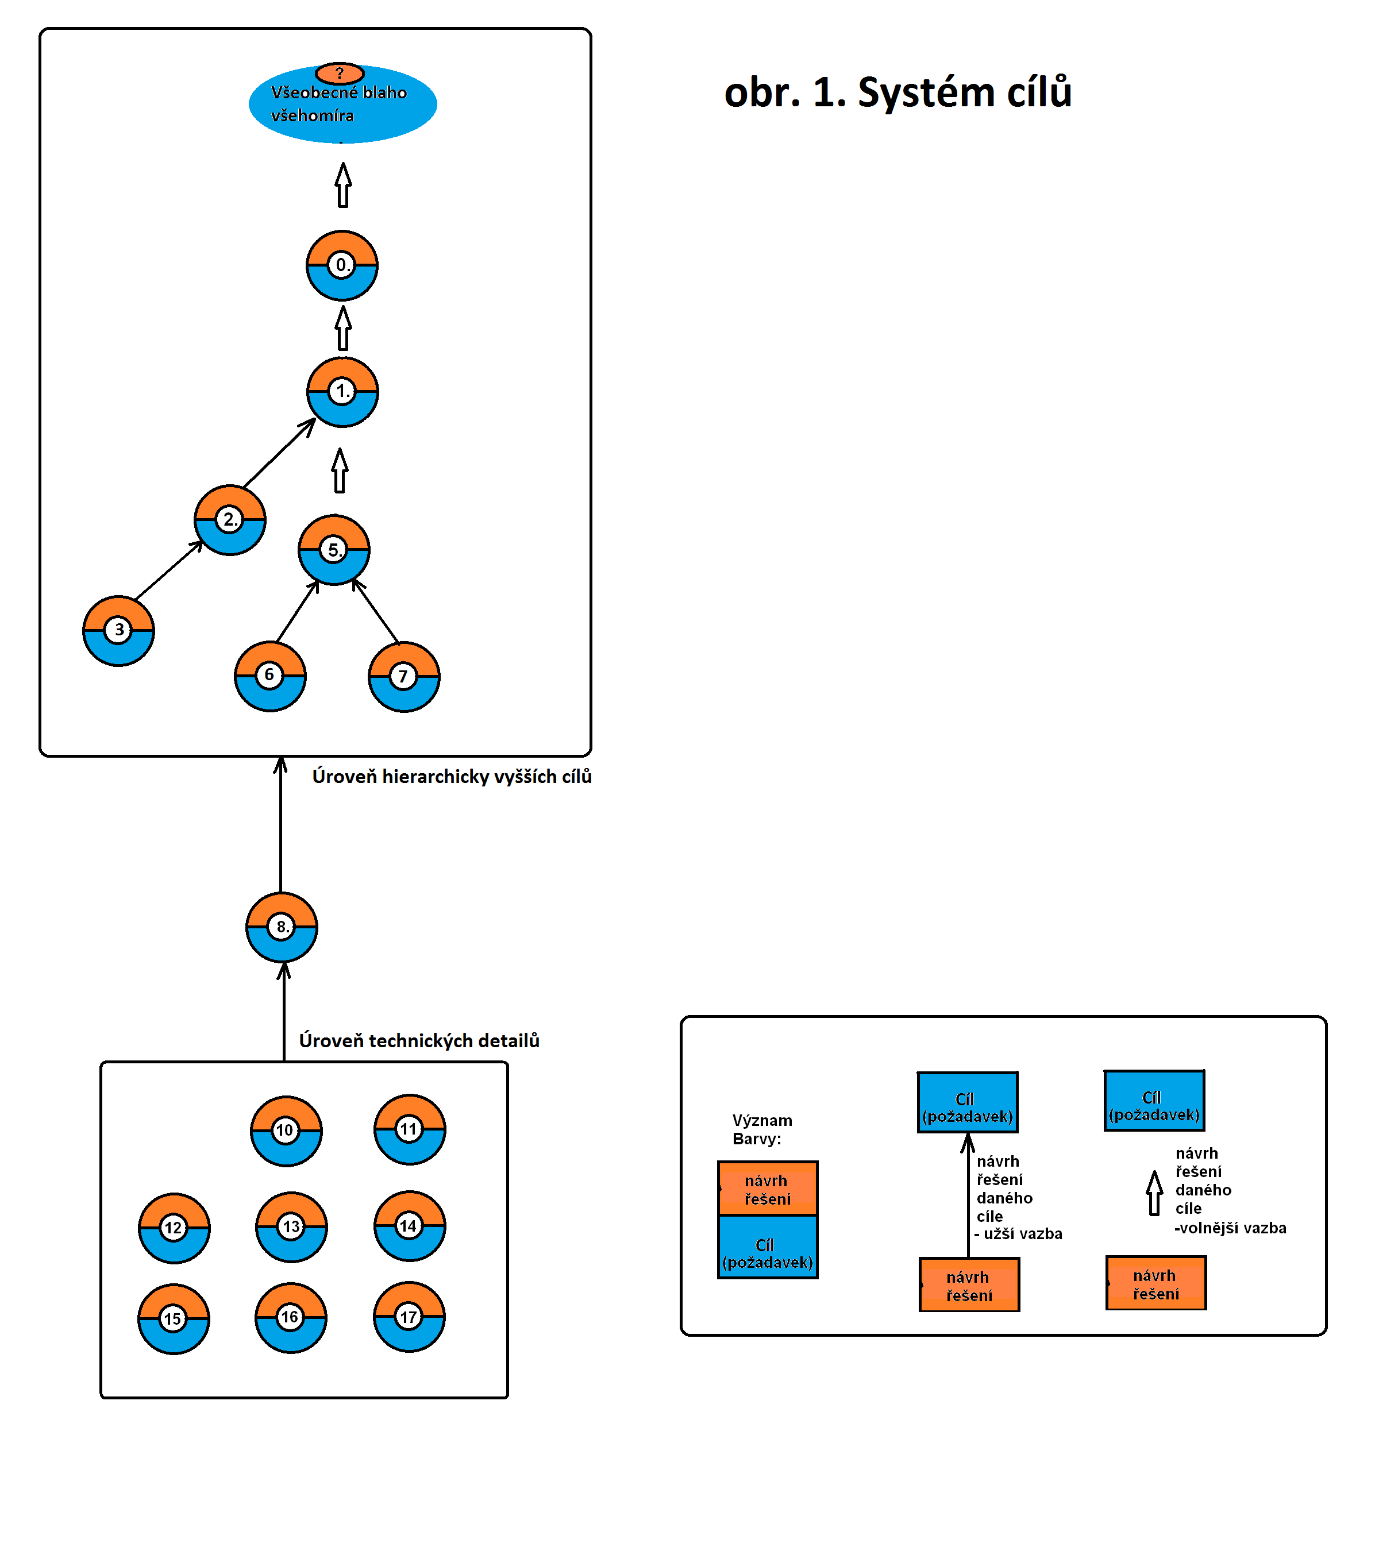 obr. 1. Systém cílů
?
Všeobecné blaho
všehomíra
0.
1.
2.
5.
3
6
7
Úroveň hierarchicky vyšších cílů
8.
Úroveň technických detailů
10
11
12
13
14
15
16
17
Význam
Barvy:
návrh
řešení
Cíl
(požadavek)
Cíl
(požadavek)
návrh
řešení
daného
cíle
- užší vazba
návrh
řešení
Cíl
(požadavek)
návrh
řešení
daného
cíle
-volnější vazba
návrh
řešení